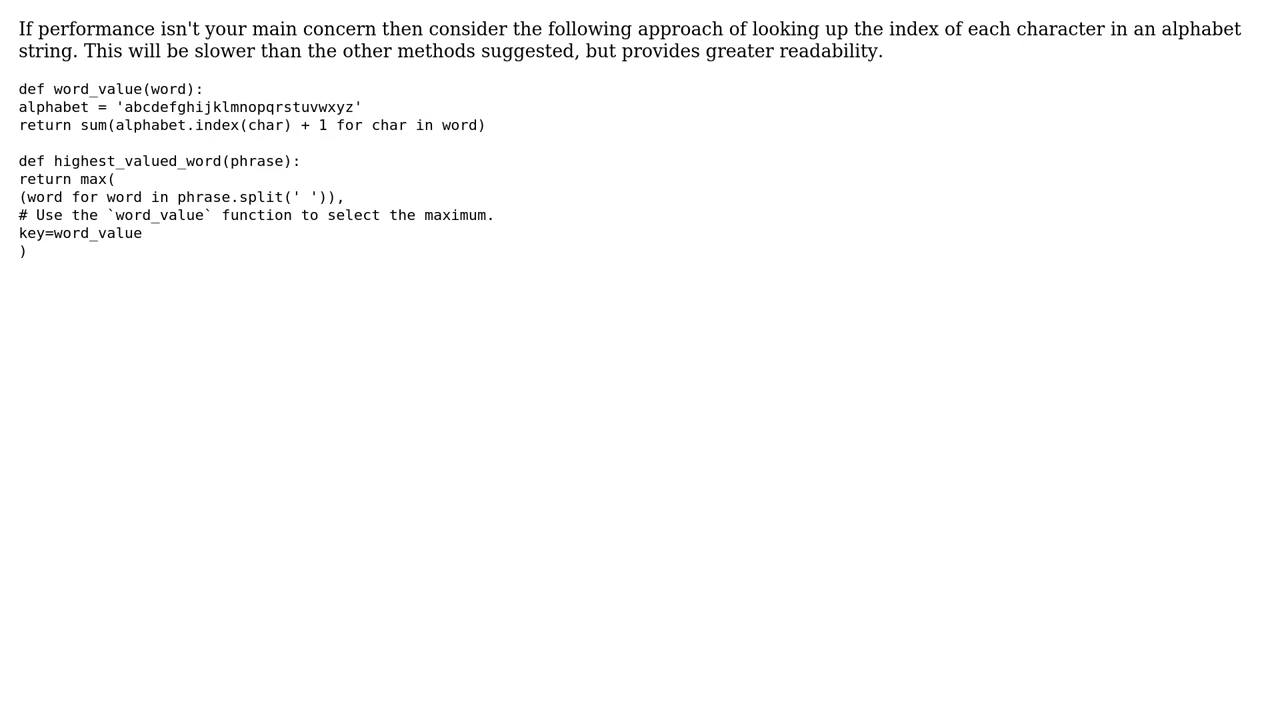 If performance isn't your main concern then consider the following approach of looking up the index of each character in an alphabet
string. This will be slower than the other methods suggested, but provides greater readability.
def word_value(word):
alphabet = 'abcdefghijklmnopqrstuvwxyz'
return sum(alphabet.index(char) + 1 for char in word)
def highest_valued_word(phrase):
return max(
(word for word in phrase.split(' ')),
# Use the `word_value` function to select the maximum.
key=word_value
)